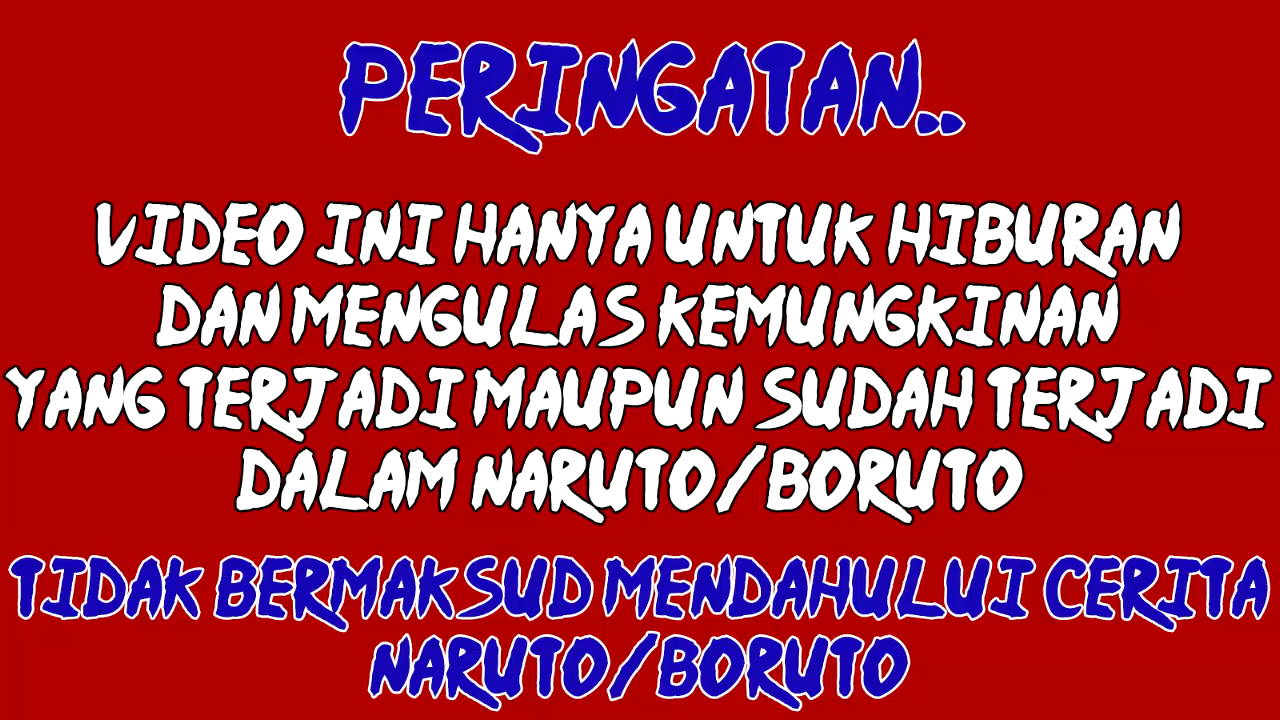 PERINGATAN..
VIDEO INI HANYA UNTUK HIBURAN
DAN MENGULAS KEMUNGKINAN
YANG TERJADI MAUPUN SUDAH TERJADI
DALAM NARUTO/BORUTO
TIDAK BERMAKSUD MENDAHULUI CERITA
NARUTO/BORUTO